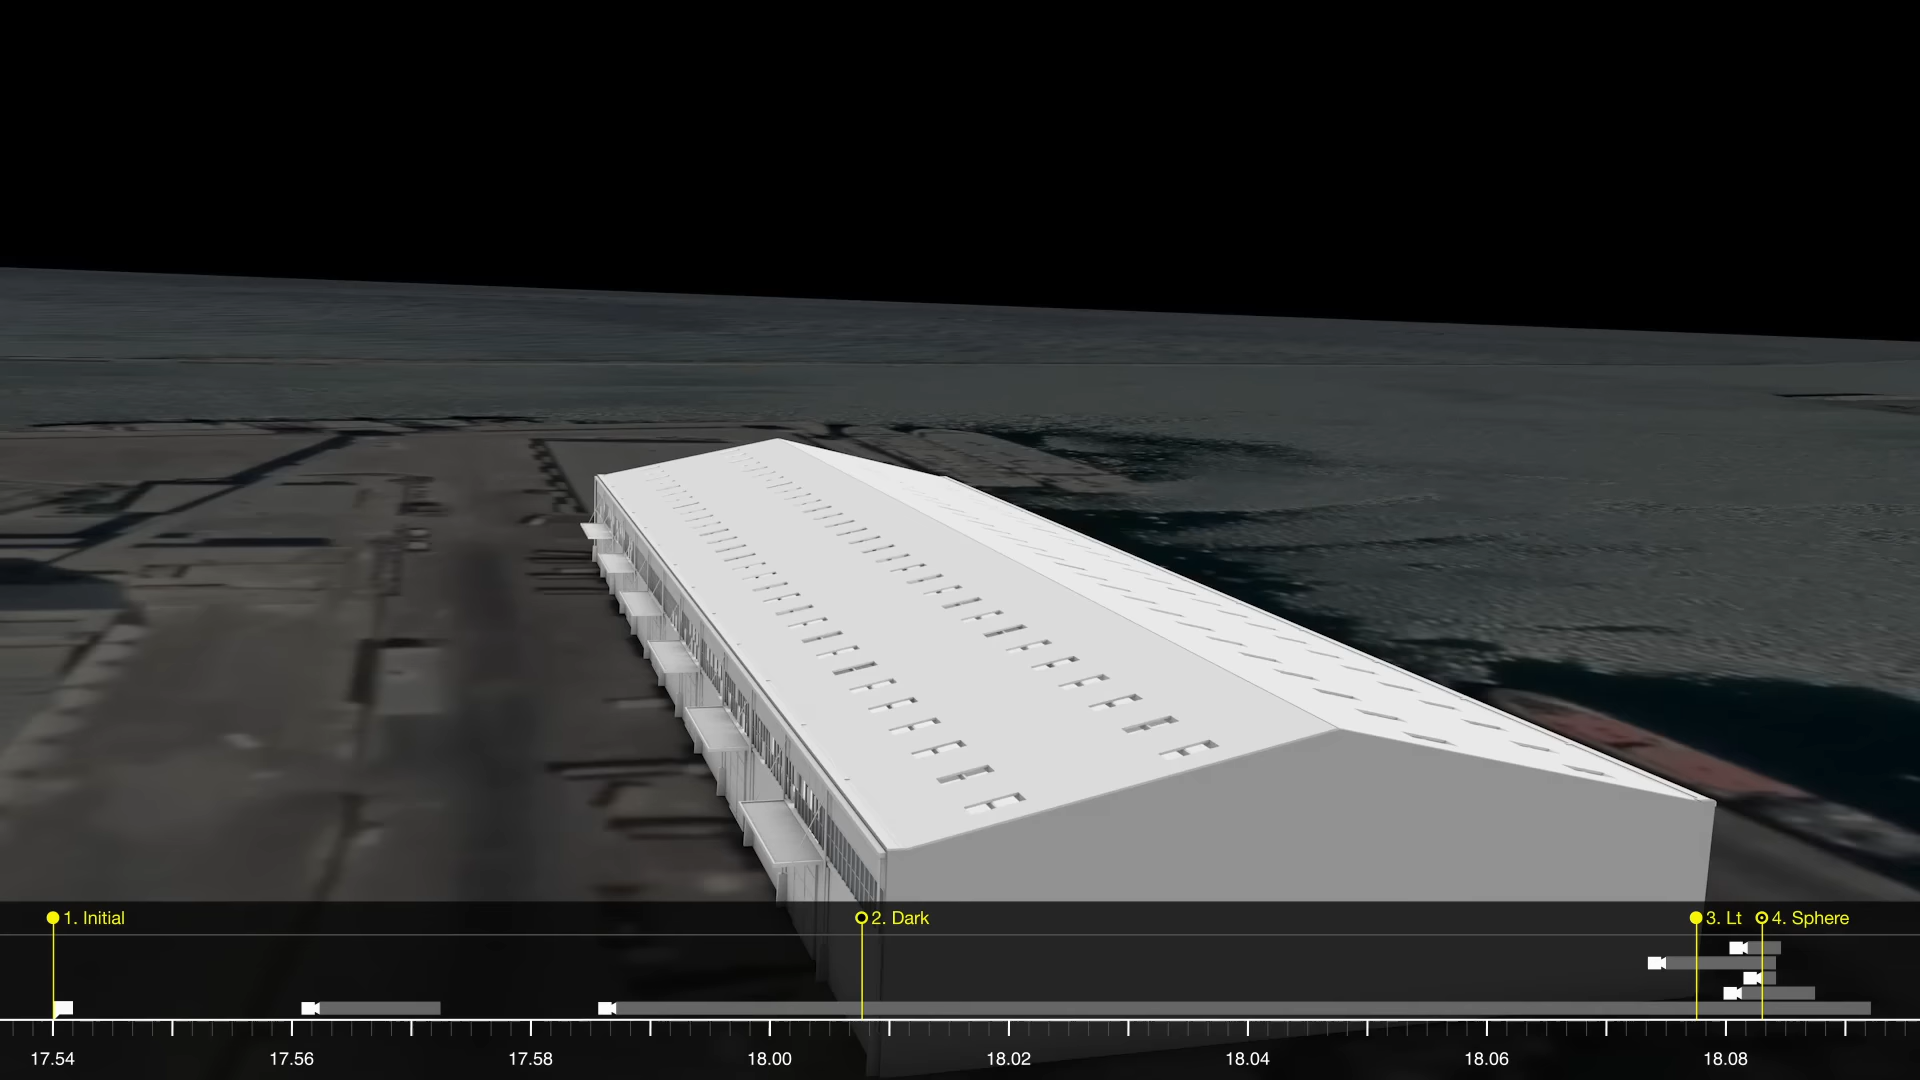 1. Initial
2. Dark
3. Lt
4. Sphere
17.54
17.56
17.58
18.00
18.02
18.04
18.06
18.08